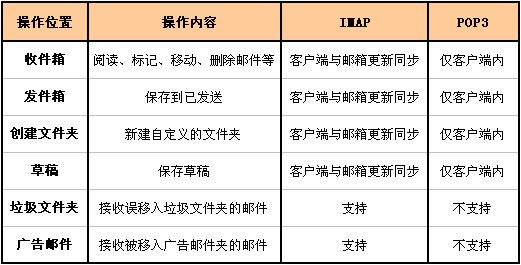 操作位置 操作内容 IMAP POP3
收件箱 阅读、标记、移动、删除邮件等 客户端与邮箱更新同步 仅客户端内
发件箱 保存到已发送 客户端与邮箱更新同步 仅客户端内
创建文件夹 新建自定义的文件夹 客户端与邮箱更新同步 仅客户端内
草稿 保存草稿 客户端与邮箱更新同步 仅客户端内
垃圾文件夹 接收误移入垃圾文件夹的邮件 支持 不支持
广告邮件 接收被移入广告邮件夹的邮件 支持 不支持